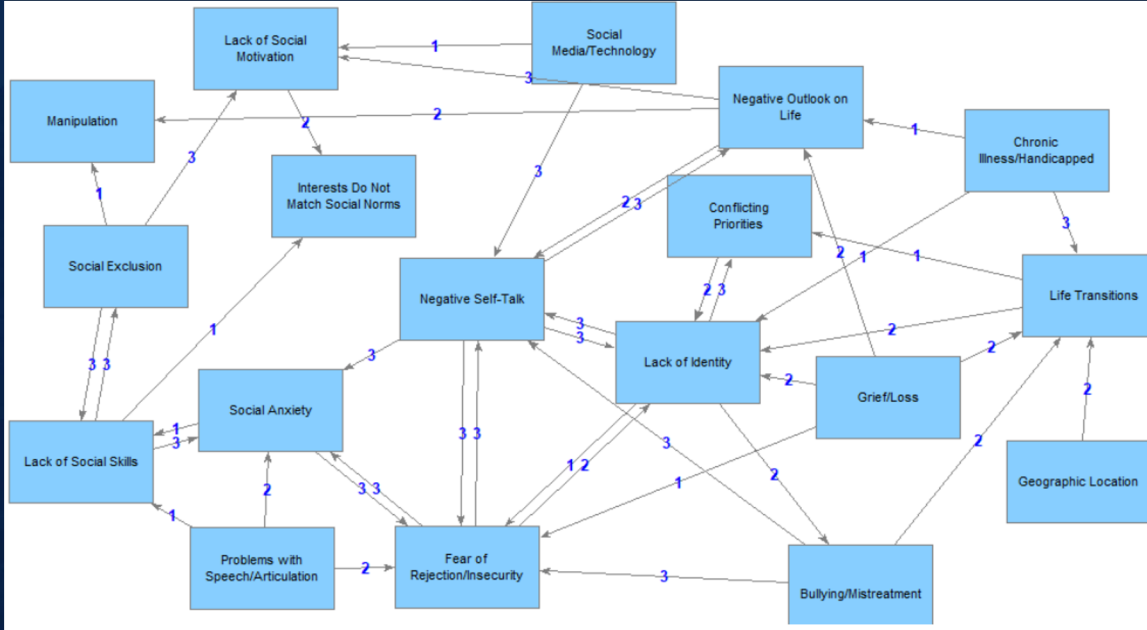 Lack of Social
Motivation
Social
Media/Technology
1
3
Manipulation
2
2
Negative Outlook on
Life
1
Chronic
Illness/Handicapped
3
1
Interests Do Not
Match Social Norms
3
2
3
Conflicting
Priorities
2
1
1
3
Social Exclusion
Negative Self-Talk
2
3
Life Transitions
3
3
1
3
3
2
Lack of Identity
2
2
Grief/Loss
3
Social Anxiety
2
1
3
3
3
3
2
2
Lack of Social Skills
3
3
1
2
1
2
Geographic Location
2
1
Problems with
Speech/Articulation
2
Fear of
Rejection/Insecurity
3
Bullying/Mistreatment